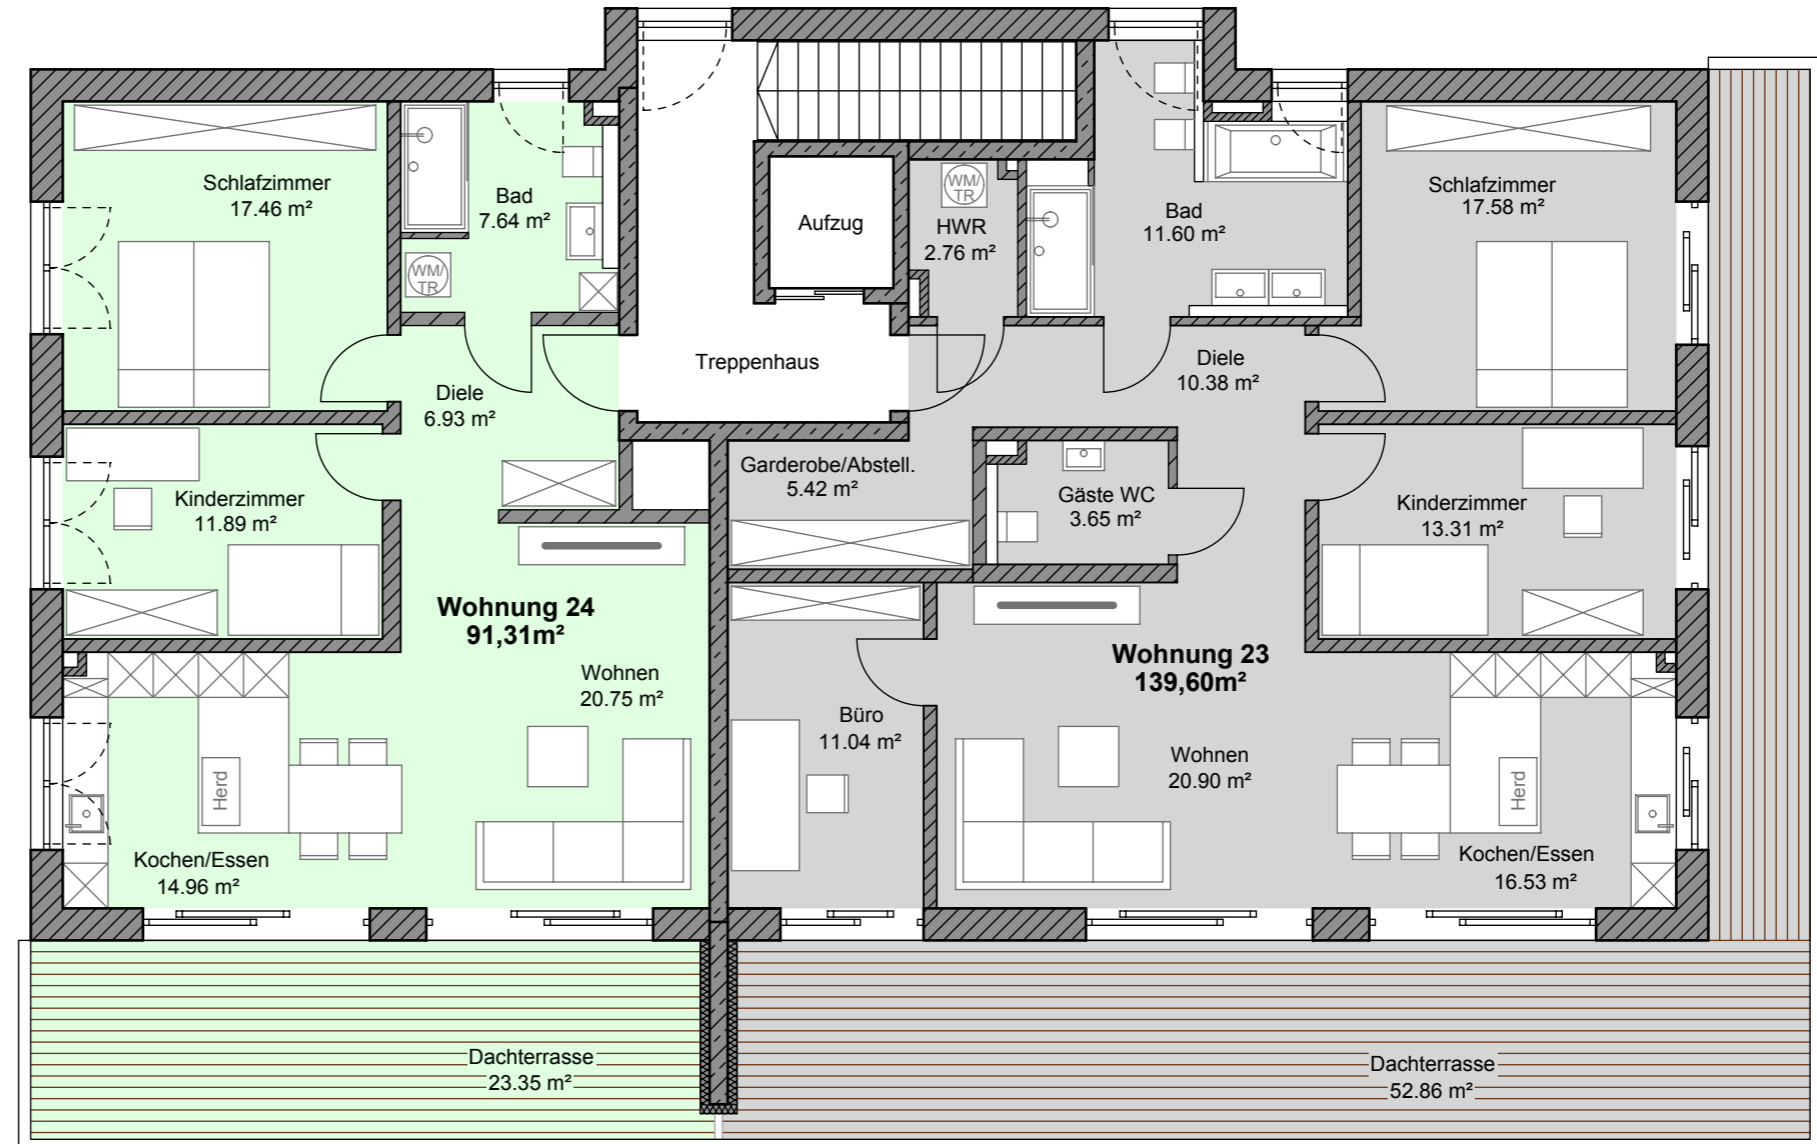 Schlafzimmer
17.46 m²
Bad
7.64 m²
WM/
TR
Diele
6.93 m²
Kinderzimmer
11.89 m²
Wohnung 24
91,31m²
Wohnen
20.75 m²
Herd
Kochen/Essen
14.96 m²
Dachterrasse
23.35 m²
Aufzug
Treppenhaus
WM/
TR
HWR
2.76 m²
Bad
11.60 m²
Schlafzimmer
17.58 m²
Diele
10.38 m²
Garderobe/Abstell.
5.42 m²
Gäste WC
3.65 m²
Kinderzimmer
13.31 m²
Wohnung 23
139,60m²
Büro
11.04 m²
Wohnen
20.90 m²
Herd
Kochen/Essen
16.53 m²
Dachterrasse
52.86 m²